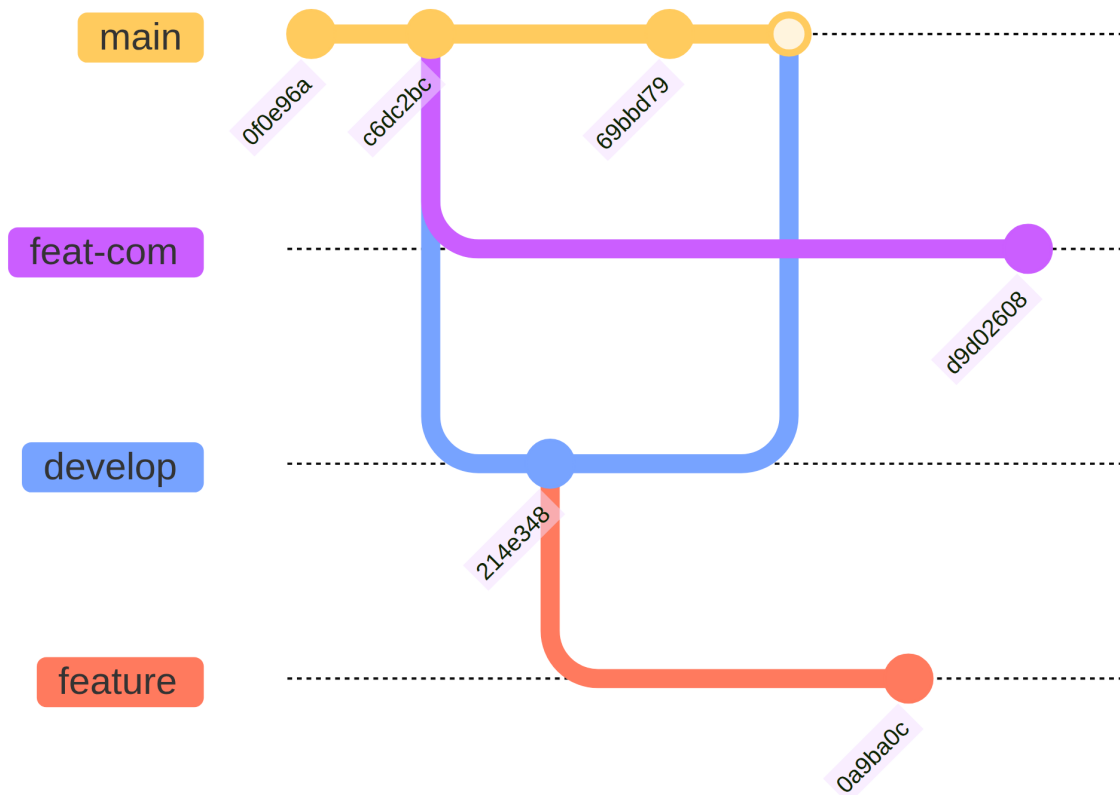 main
0f0e96a
c6dc2bc
69bbd79
feat-com
d9d02608
develop
214e348
feature
0a9ba0c